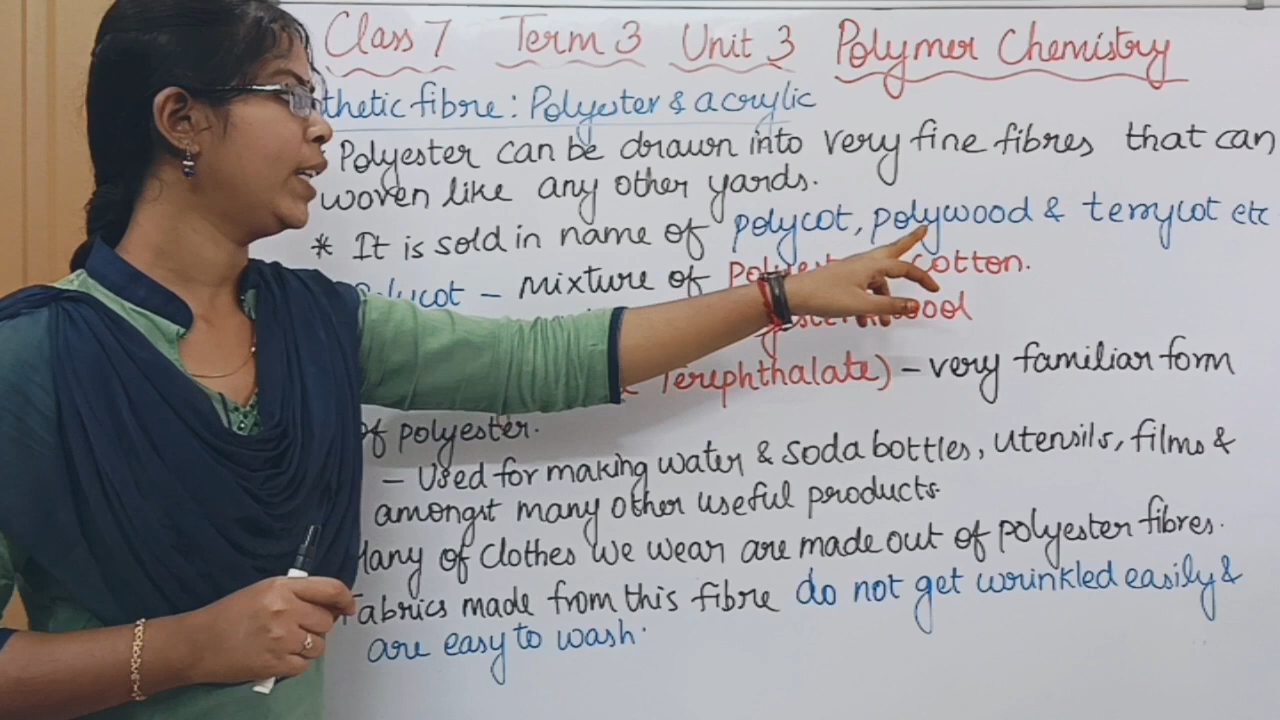 Class 7 Term 3 Unit 3 Polymer Chemistry
thetic fibre: Polyester & acrylic
Polyester can be drawn into very fine fibres that can
woven like any other yards.
* It is sold in name of polycot, polywood & terrycot etc
cot – mixture of cotton.
(Terephthalate) – very familiar form
of polyester.
– Used for making water & soda bottles, utensils, films &
amongst many other useful products.
Many of clothes we wear are made out of polyester fibres.
Fabrics made from this fibre do not get wrinkled easily &
are easy to wash.